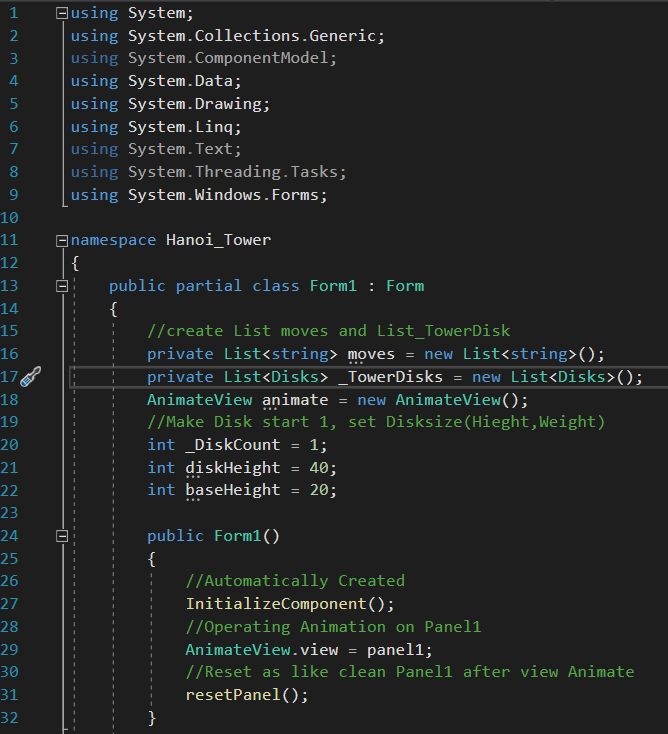 1 using System;
2 using System.Collections.Generic;
3 using System.ComponentModel;
4 using System.Data;
5 using System.Drawing;
6 using System.Linq;
7 using System.Text;
8 using System.Threading.Tasks;
9 using System.Windows.Forms;
10
11 namespace Hanoi_Tower
12 {
13     public partial class Form1 : Form
14     {
15         //create List moves and List_TowerDisk
16         private List<string> moves = new List<string>();
17         private List<Disks> _TowerDisks = new List<Disks>();
18         AnimateView animate = new AnimateView();
19         //Make Disk start 1, set Disksize(Hieght,Weight)
20         int _DiskCount = 1;
21         int diskHeight = 40;
22         int baseHeight = 20;
23
24         public Form1()
25         {
26             //Automatically Created
27             InitializeComponent();
28             //Operating Animation on Panel1
29             AnimateView.view = panel1;
30             //Reset as like clean Panel1 after view Animate
31             resetPanel();
32         }